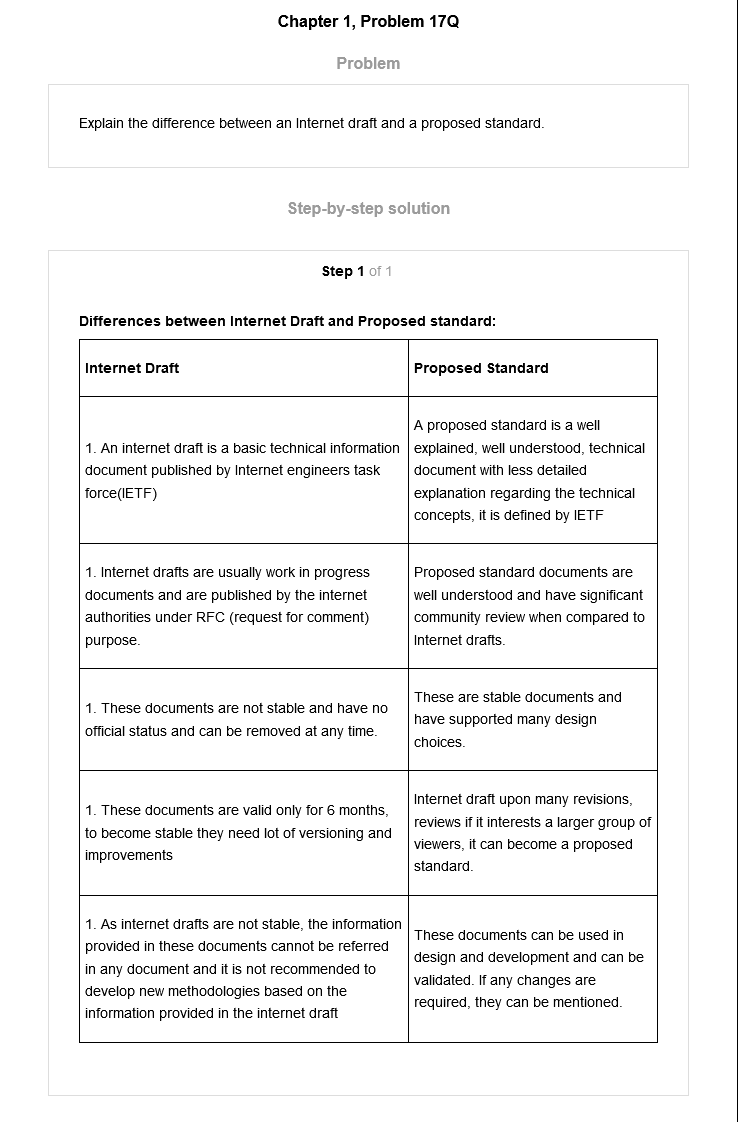 Chapter 1, Problem 17Q
Problem
Explain the difference between an Internet draft and a proposed standard.
Step-by-step solution
Step 1 of 1
Differences between Internet Draft and Proposed standard:
Internet Draft
Proposed Standard
1. An internet draft is a basic technical information
document published by Internet engineers task
force(IETF)
A proposed standard is a well
explained, well understood, technical
document with less detailed
explanation regarding the technical
concepts, it is defined by IETF
1. Internet drafts are usually work in progress
documents and are published by the internet
authorities under RFC (request for comment)
purpose.
Proposed standard documents are
well understood and have significant
community review when compared to
Internet drafts.
1. These documents are not stable and have no
official status and can be removed at any time.
These are stable documents and
have supported many design
choices.
1. These documents are valid only for 6 months,
to become stable they need lot of versioning and
improvements
Internet draft upon many revisions,
reviews if it interests a larger group of
viewers, it can become a proposed
standard.
1. As internet drafts are not stable, the information
provided in these documents cannot be referred
in any document and it is not recommended to
develop new methodologies based on the
information provided in the internet draft
These documents can be used in
design and development and can be
validated. If any changes are
required, they can be mentioned.